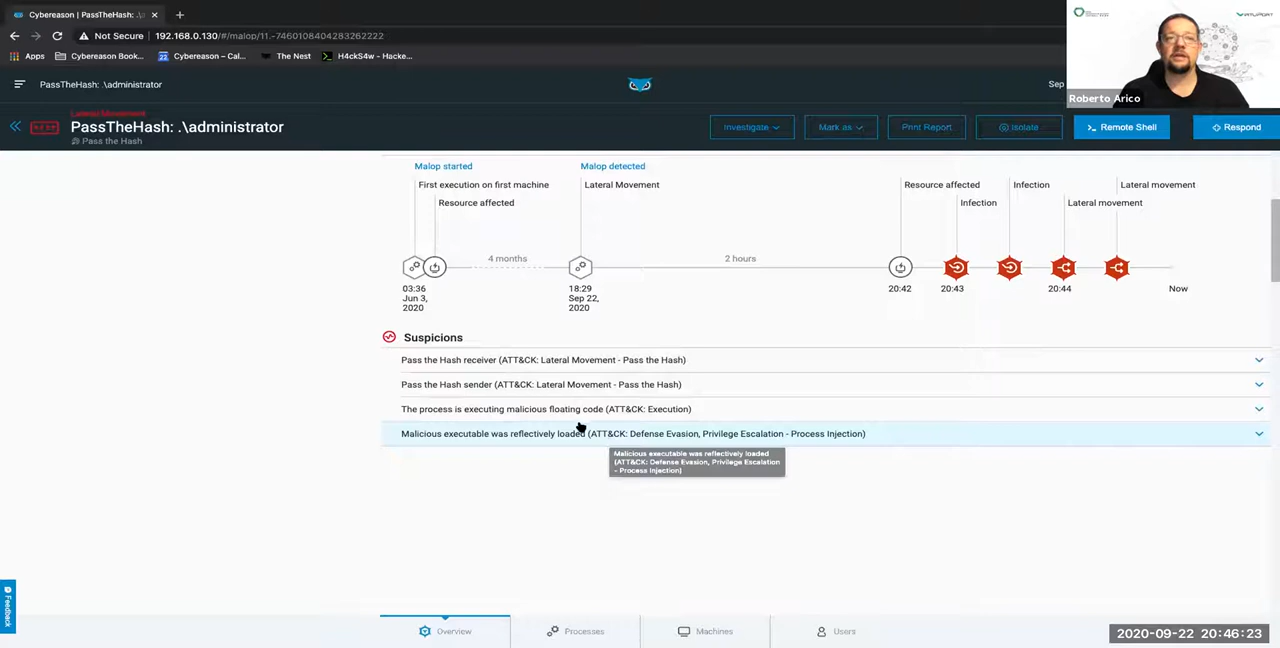 Cybereason | PassTheHash: .\
Not Secure | 192.168.0.130/#/malop/11.-7460108404283262222
Apps Cybereason Book... Cybereason – Cal... The Nest H4ckS4w - Hacke...
PassTheHash: .\administrator
Sep
Roberto Arico
Lateral Movement
PassTheHash: .\administrator
Pass the Hash
Investigate
Mark as
Print Report
Isolate
Remote Shell
Respond
Malop started
Malop detected
First execution on first machine
Lateral Movement
Resource affected
Infection
Lateral movement
Resource affected
Infection
Lateral movement
4 months
2 hours
03:36
Jun 3,
2020
18:29
Sep 22,
2020
20:42
20:43
20:44
Now
Suspicions
Pass the Hash receiver (ATT&CK: Lateral Movement - Pass the Hash)
Pass the Hash sender (ATT&CK: Lateral Movement - Pass the Hash)
The process is executing malicious floating code (ATT&CK: Execution)
Malicious executable was reflectively loaded (ATT&CK: Defense Evasion, Privilege Escalation - Process Injection)
Malicious executable was reflectively loaded
(ATT&CK: Defense Evasion, Privilege Escalation
- Process Injection)
Feedback
Overview
Processes
Machines
Users
2020-09-22 20:46:23